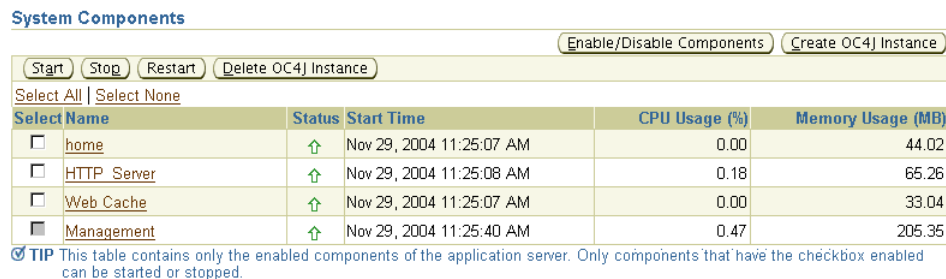 System Components
Enable/Disable Components Create OC4J Instance
Start Stop Restart Delete OC4J Instance
Select All | Select None
Select Name Status Start Time CPU Usage (%) Memory Usage (MB)
home Nov 29, 2004 11:25:07 AM 0.00 44.02
HTTP_Server Nov 29, 2004 11:25:08 AM 0.18 65.26
Web Cache Nov 29, 2004 11:25:07 AM 0.00 33.04
Management Nov 29, 2004 11:25:40 AM 0.47 205.35
TIP This table contains only the enabled components of the application server. Only components that have the checkbox enabled
can be started or stopped.